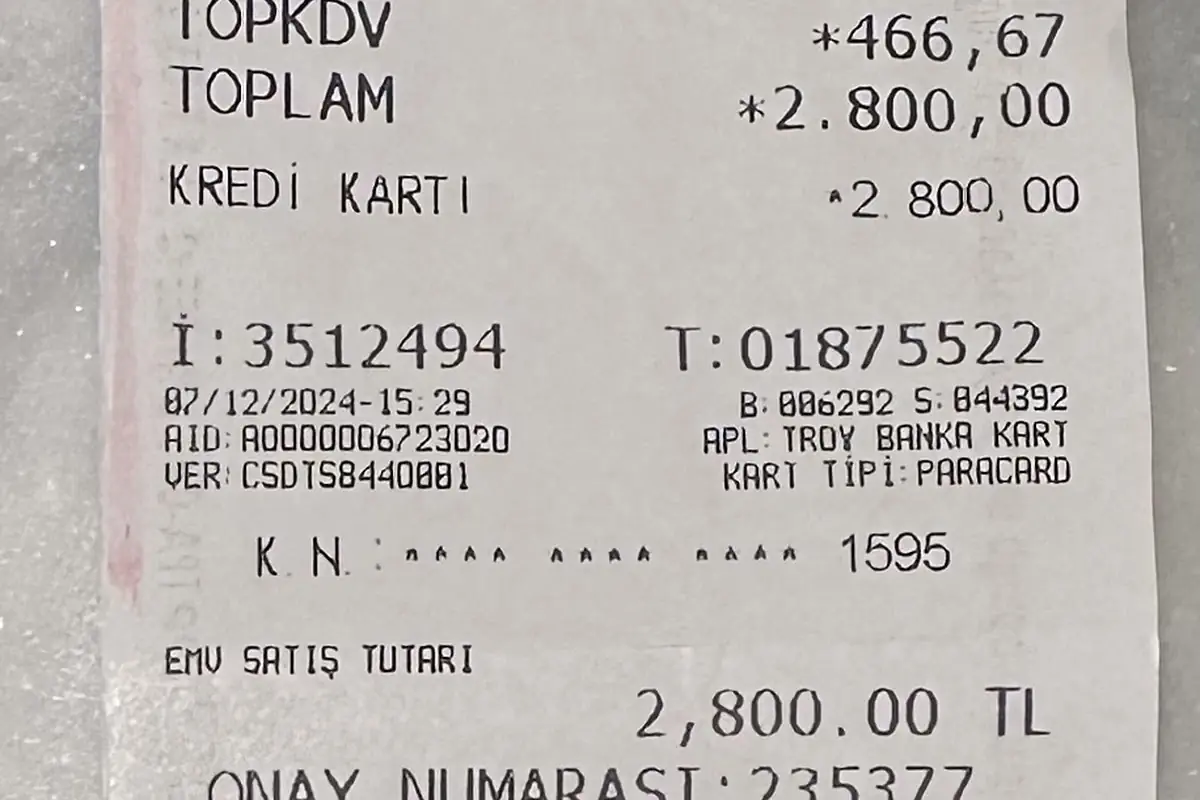 TOPKDV *466,67
TOPLAM *2.800,00
KREDİ KARTI *2.800,00
İ:3512494 T:01875522
07/12/2024-15:29 B:006292 S:044392
AID:A0000006723020 APL:TROY BANKA KART
VER:CSDTS8440081 KART TİPİ:PARACARD
K.N.:**** **** **** 1595
EMV SATIŞ TUTARI
2,800.00 TL
ONAY NUMARASI:235377